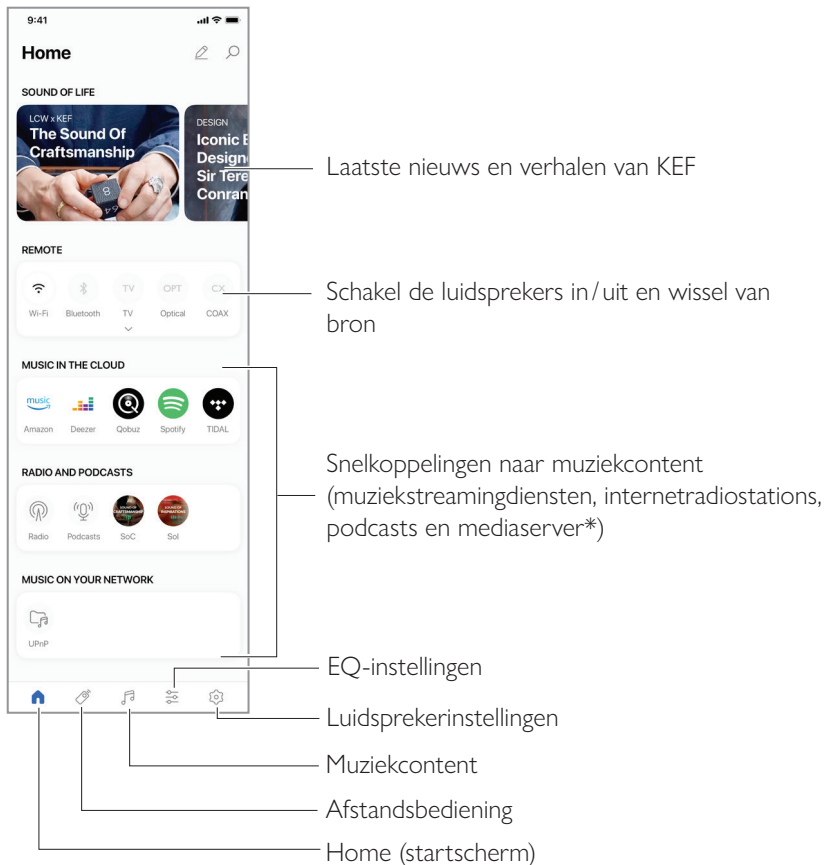 9:41
Home
SOUND OF LIFE
LCW x KEF
The Sound Of
Craftsmanship
DESIGN
Iconic B
Design
Sir Tere
Conran
Laatste nieuws en verhalen van KEF
REMOTE
TV OPT CX
Wi-Fi Bluetooth TV Optical COAX
Schakel de luidsprekers in/uit en wissel van
bron
MUSIC IN THE CLOUD
music
Amazon Deezer Qobuz Spotify TIDAL
RADIO AND PODCASTS
Radio Podcasts SoC SoI
Snelkoppelingen naar muziekcontent
(muziekstreamingdiensten, internetradiostations,
podcasts en mediaserver*)
MUSIC ON YOUR NETWORK
UPnP
EQ-instellingen
Luidsprekerinstellingen
Muziekcontent
Afstandsbediening
Home (startscherm)